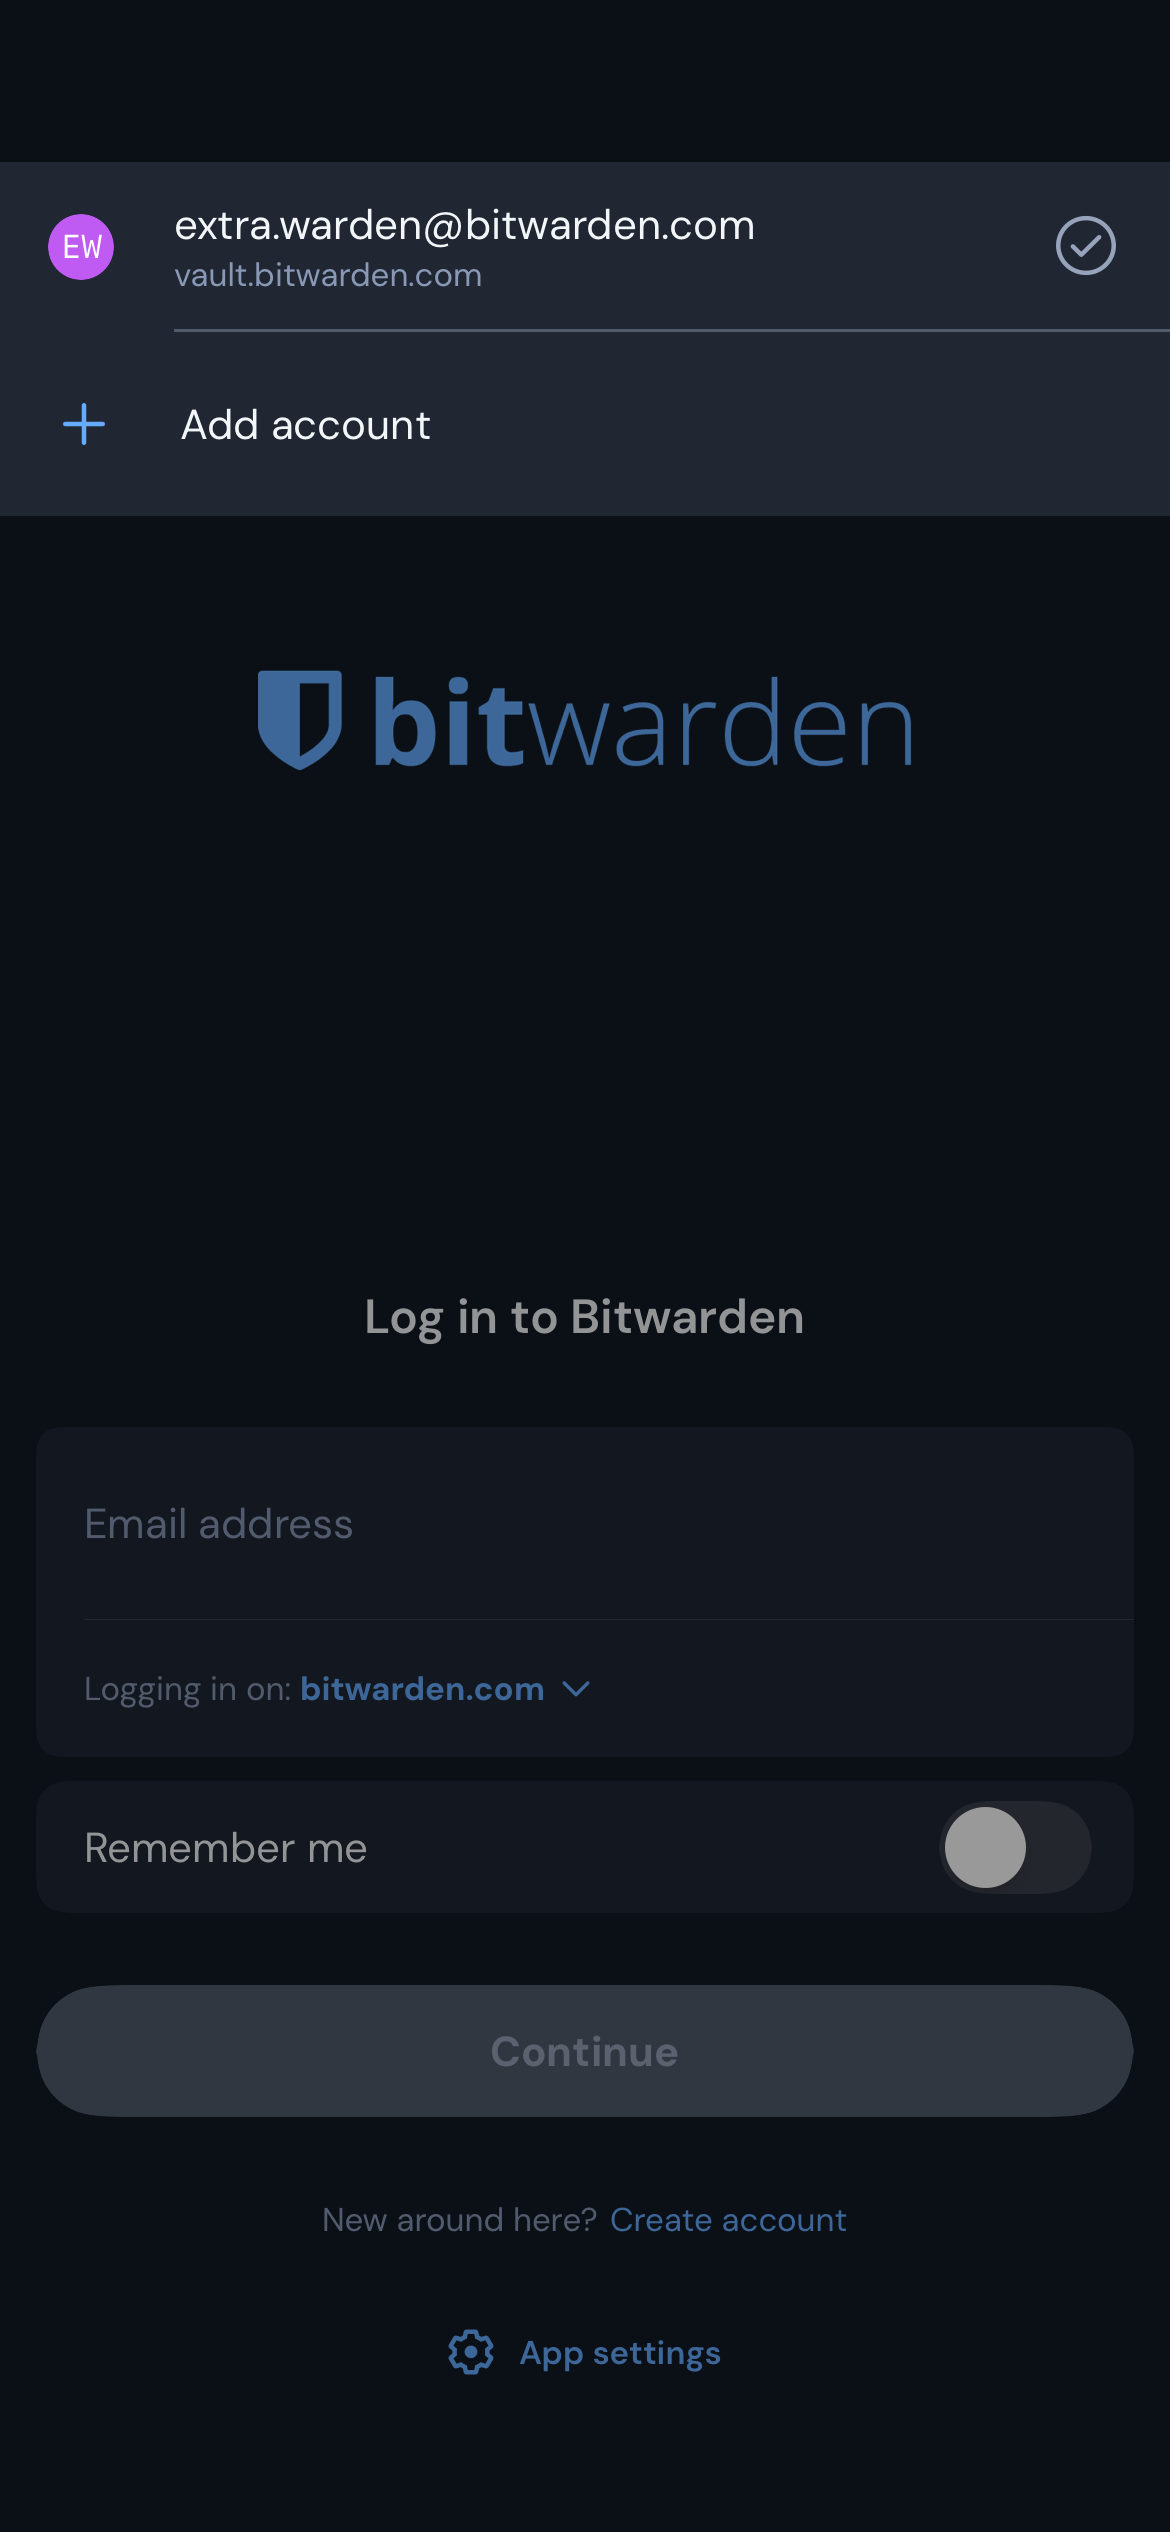 EW
extra.warden@bitwarden.com
vault.bitwarden.com
Add account
bitwarden
Log in to Bitwarden
Email address
Logging in on: bitwarden.com
Remember me
Continue
New around here? Create account
App settings